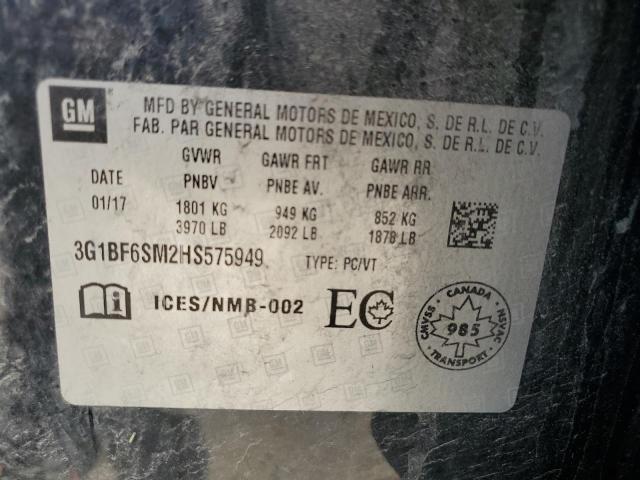 GM
MFD BY GENERAL MOTORS DE MEXICO, S. DE R.L. DE C.V.
FAB. PAR GENERAL MOTORS DE MEXICO, S. DE R.L. DE C.V.
GVWR GAWR FRT GAWR RR
DATE PNBV PNBE AV. PNBE ARR.
01/17 1801 KG 949 KG 852 KG
3970 LB 2092 LB 1878 LB
3G1BF6SM2HS575949 TYPE: PC/VT
ICES/NMB-002 EC
CANADA
CMVSS 985 NSVAC
TRANSPORT